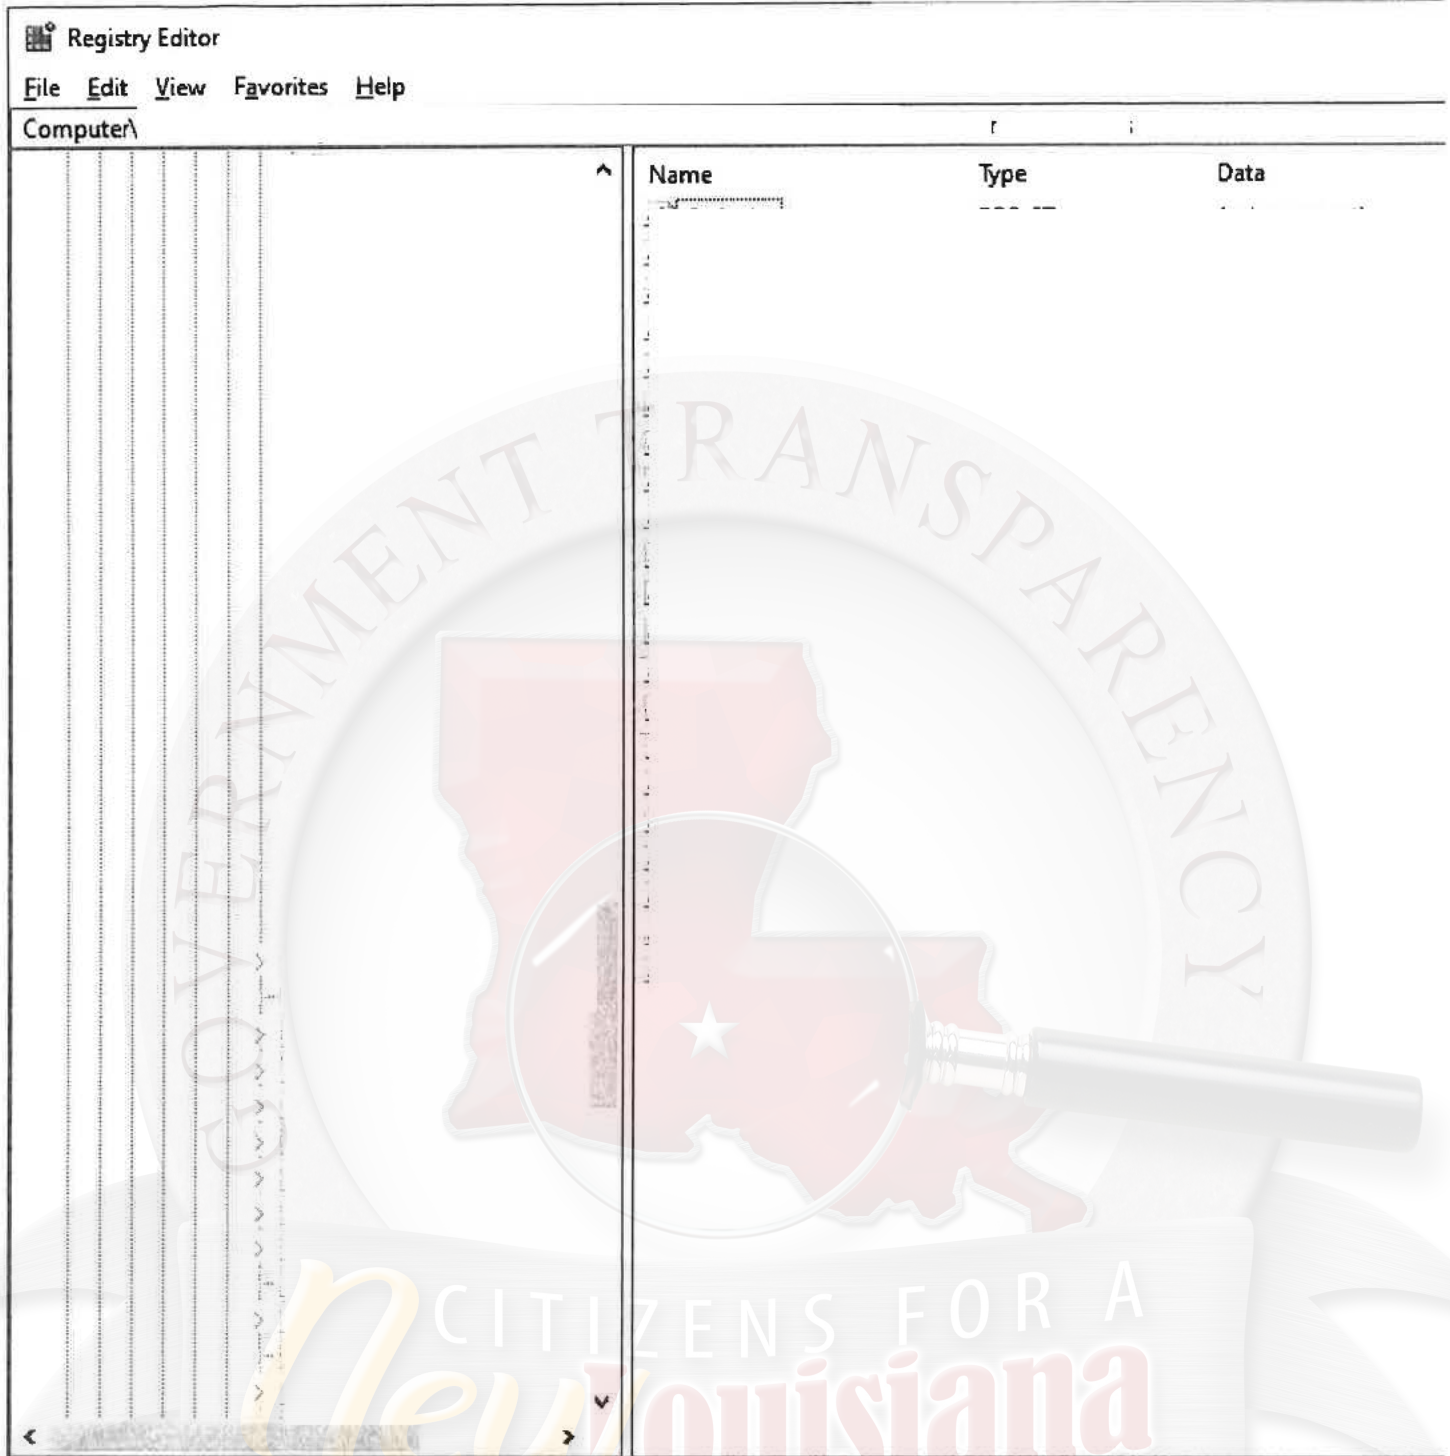 Registry Editor
File Edit View Favorites Help
Computer\
Name Type Data
GOVERNMENT TRANSPARENCY
CITIZENS FOR A
New Louisiana